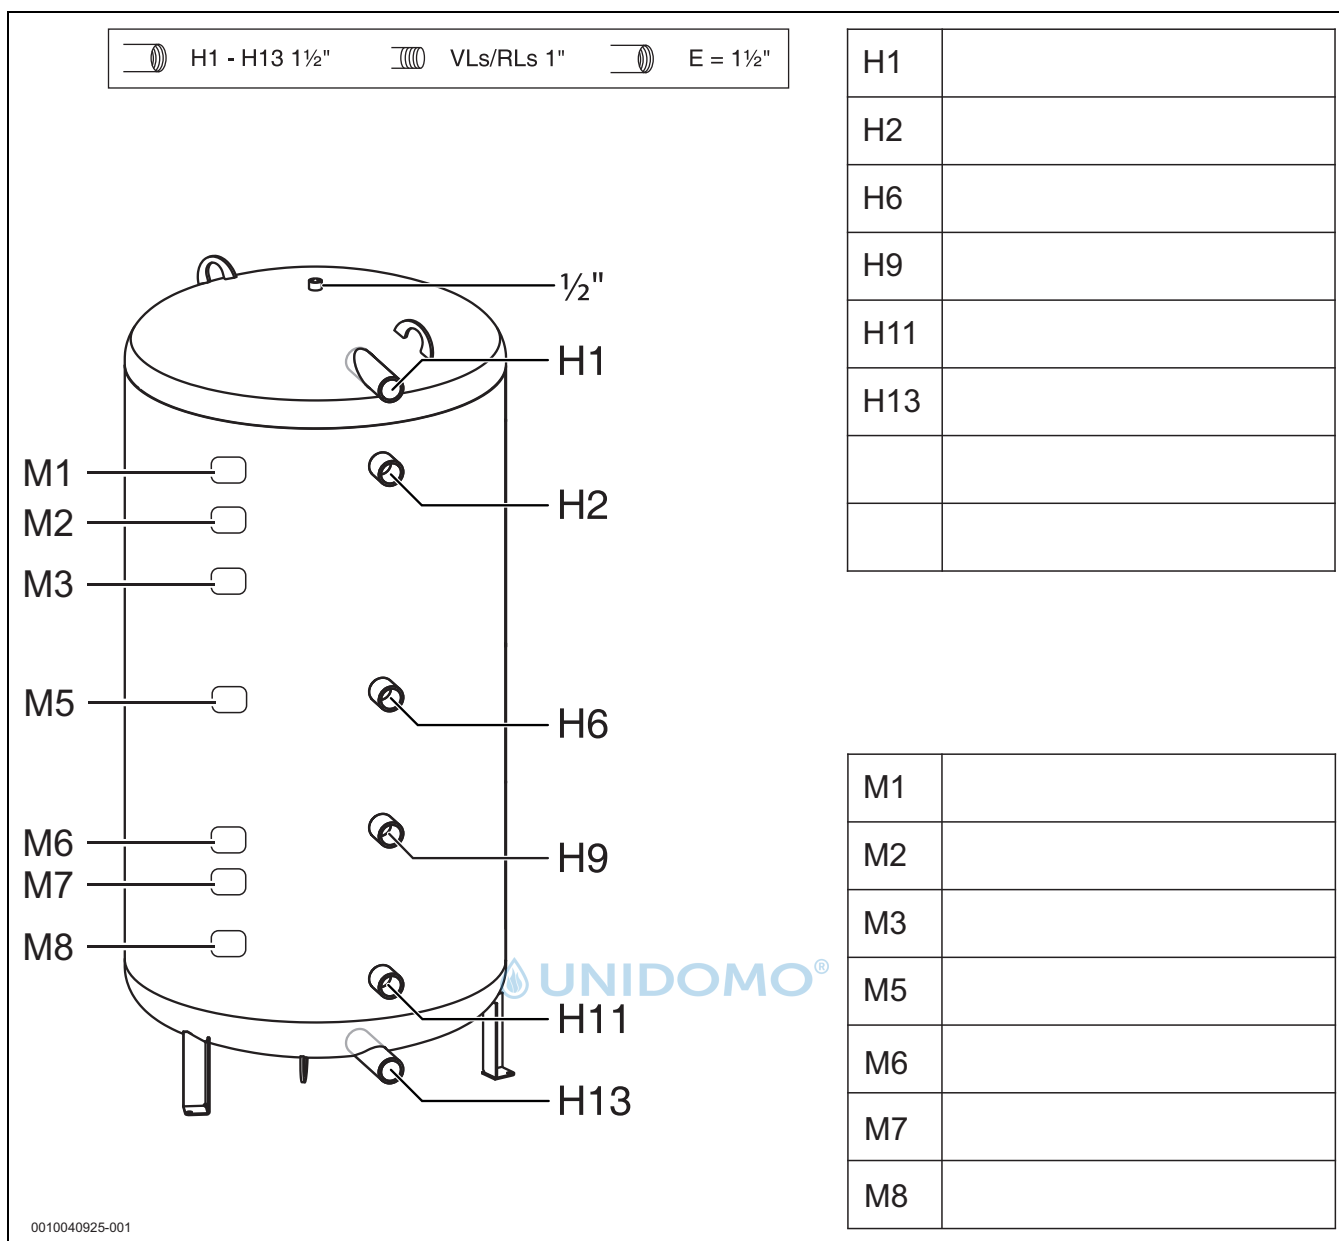 H1 - H13 1½" VLs/RLs 1" E = 1½"
½"
H1
H2
H6
H9
H11
H13
M1
M2
M3
M5
M6
M7
M8
UNIDOMO®
0010040925-001
H1
H2
H6
H9
H11
H13
M1
M2
M3
M5
M6
M7
M8